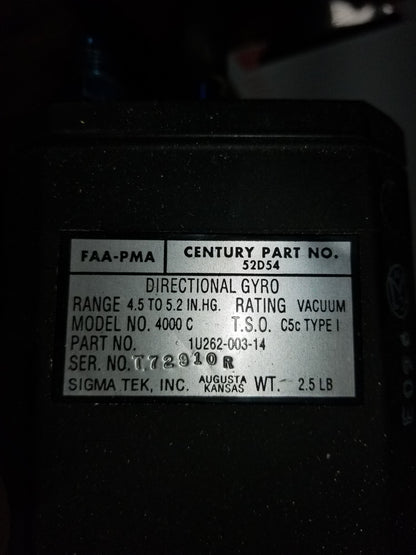 FAA-PMA
CENTURY PART NO.
52D54
DIRECTIONAL GYRO
RANGE 4.5 TO 5.2 IN.HG. RATING VACUUM
MODEL NO. 4000 C T.S.O. C5c TYPE I
PART NO. 1U262-003-14
SER. NO. T72910R
SIGMA TEK, INC. AUGUSTA KANSAS WT. 2.5 LB